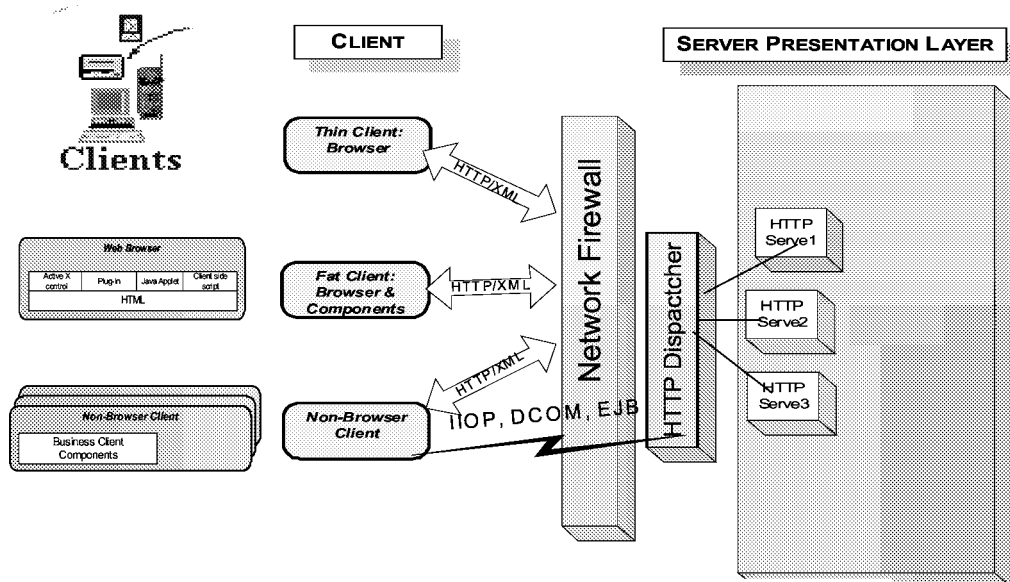 CLIENT
SERVER PRESENTATION LAYER
Clients
Thin Client:
Browser
HTTP/XML
Web Browser
Active X
control
Plug-In
Java Applet
Client side
script
HTML
Fat Client:
Browser &
Components
HTTP/XML
Non-Browser Client
Business Client
Components
Non-Browser
Client
HTTP/XML
IIOP, DCOM, EJB
Network Firewall
HTTP Dispactcher
HTTP
Serve1
HTTP
Serve2
HTTP
Serve3